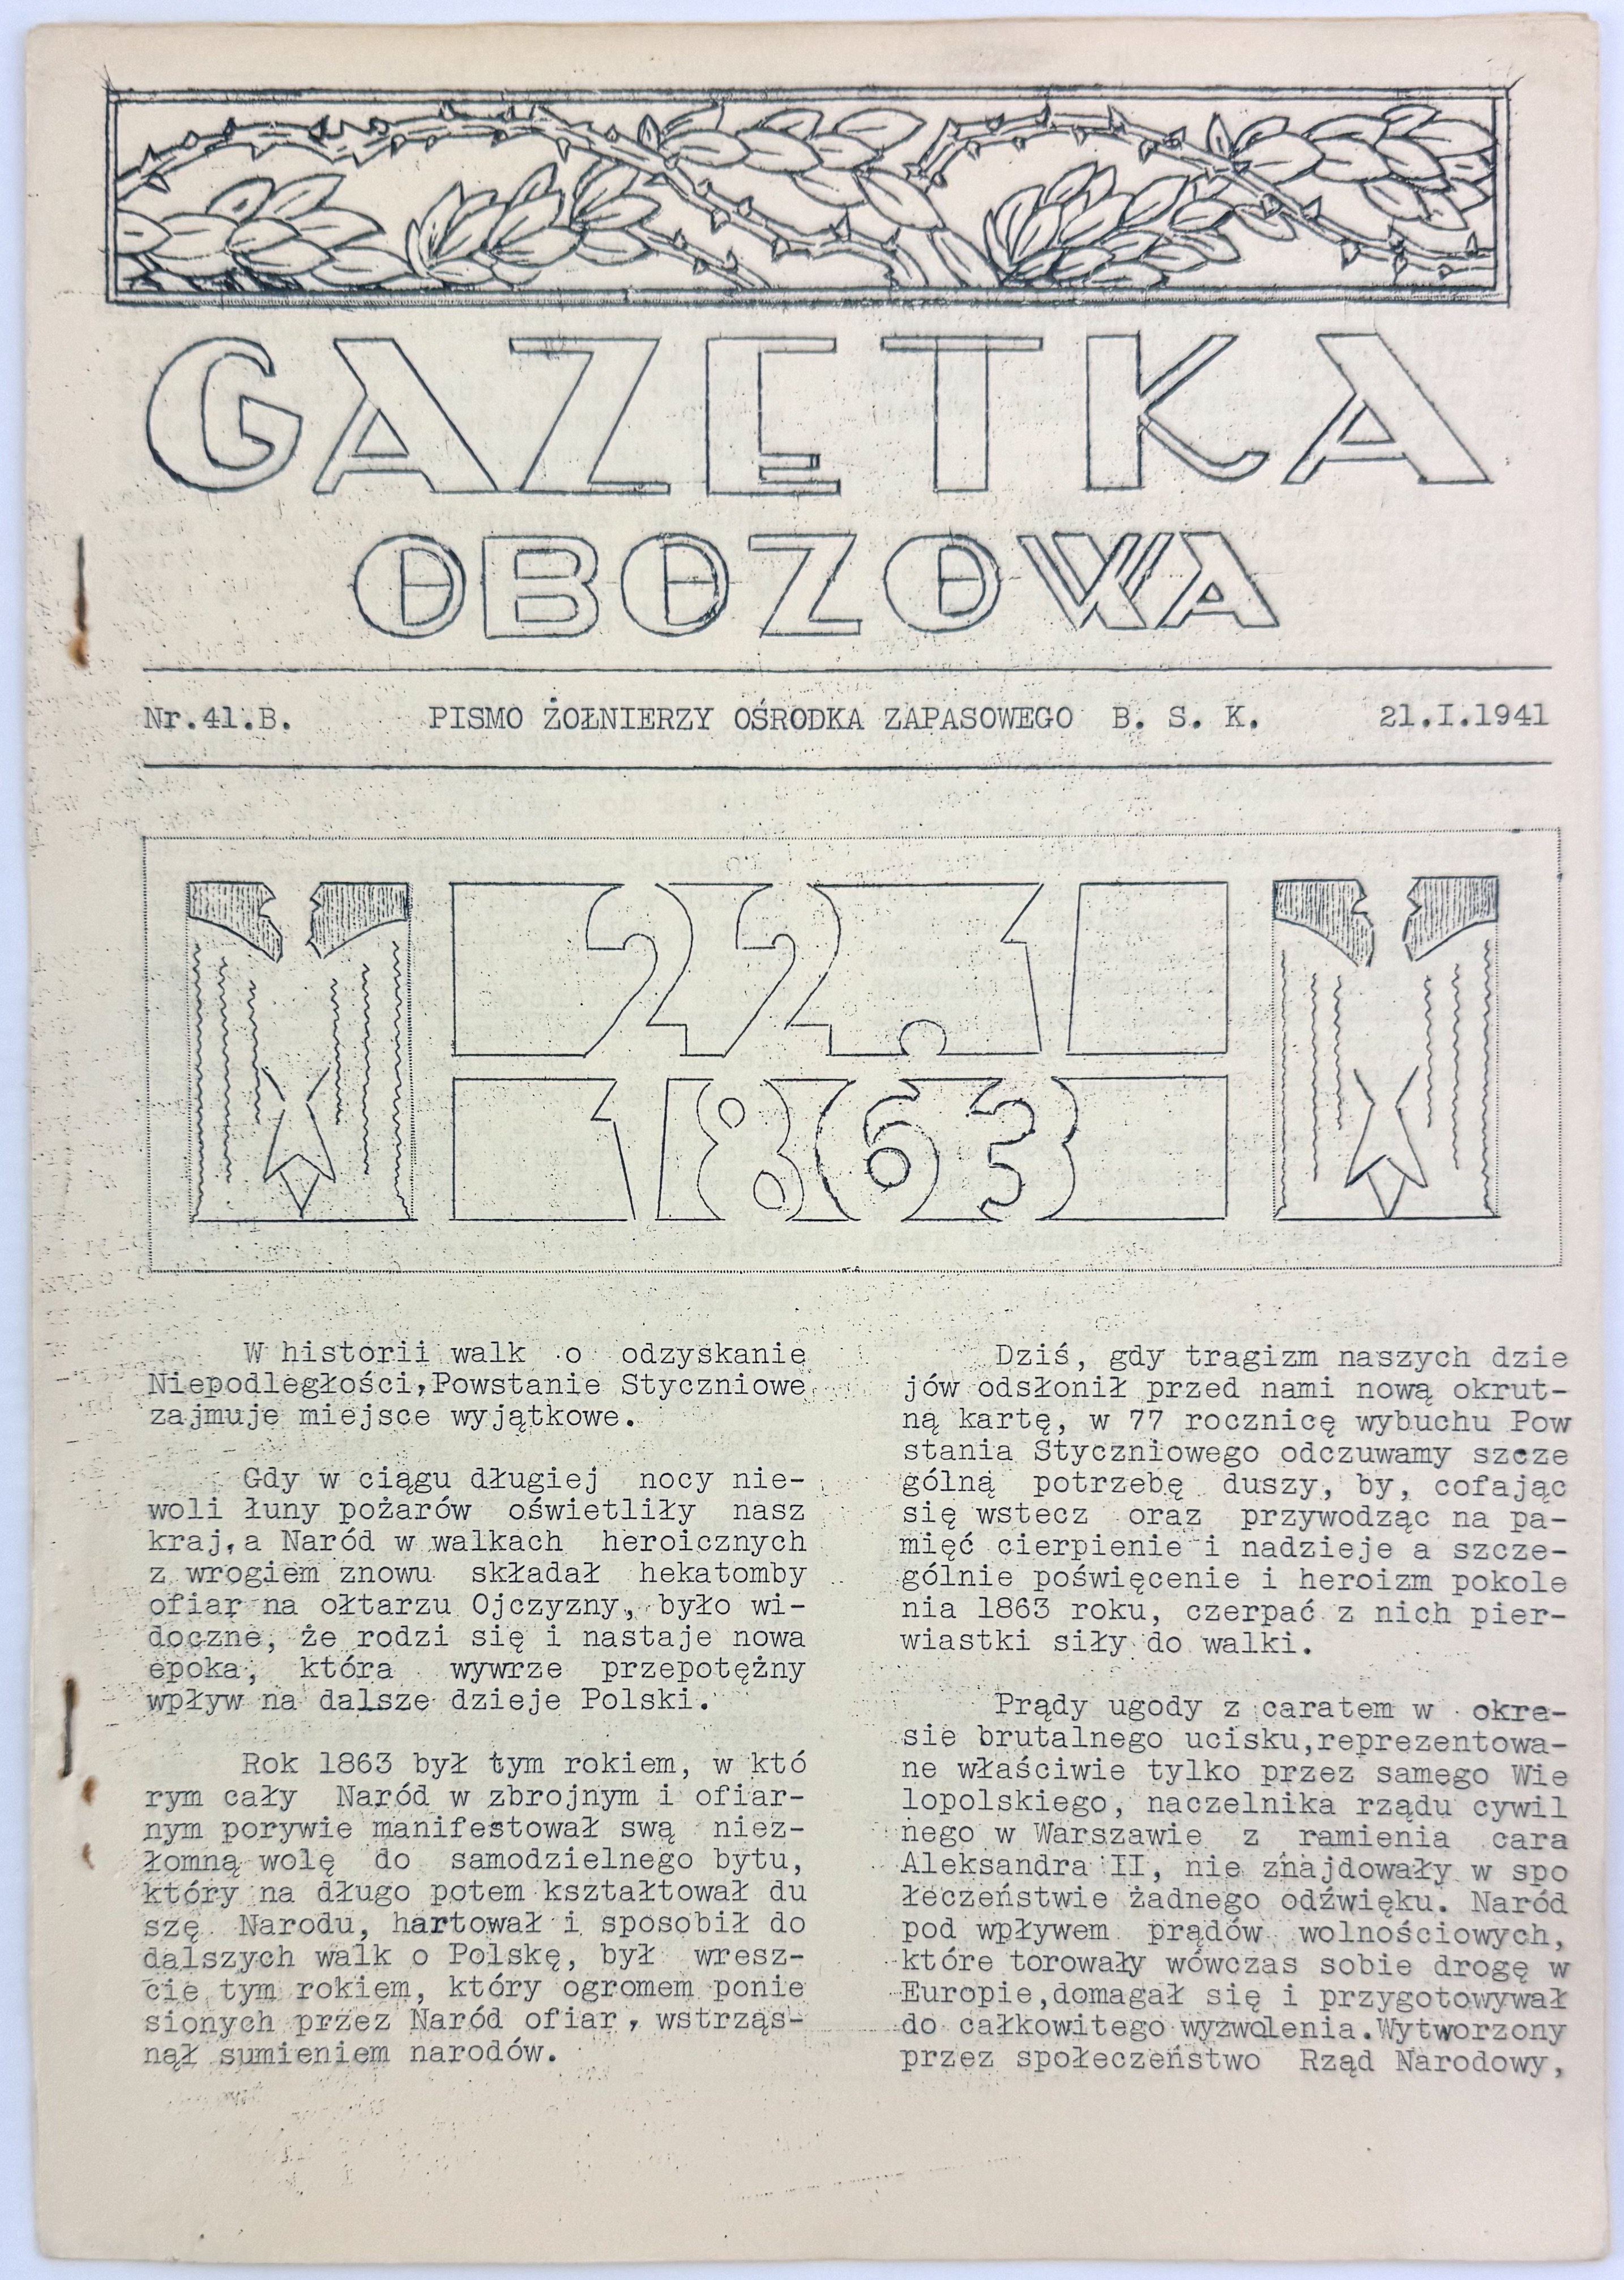 GAZETKA
OBOZOWA
Nr.41.B. PISMO ŻOŁNIERZY OŚRODKA ZAPASOWEGO B. S. K. 21.I.1941
22.1
1863
W historii walk o odzyskanie
Niepodległości,Powstanie Styczniowe
zajmuje miejsce wyjątkowe.
Gdy w ciągu długiej nocy nie-
woli łuny pożarów oświetliły nasz
kraj,a Naród w walkach heroicznych
z wrogiem znowu składał hekatomby
ofiar na ołtarzu Ojczyzny, było wi-
doczne, że rodzi się i nastaje nowa
epoka, która wywrze przepotężny
wpływ na dalsze dzieje Polski.
Rok 1863 był tym rokiem, w któ
rym cały Naród w zbrojnym i ofiar-
nym porywie manifestował swą niez-
łomną wolę do samodzielnego bytu,
który na długo potem kształtował du
szę Narodu, hartował i sposobił do
dalszych walk o Polskę, był wresz-
cie tym rokiem, który ogromem ponie
sionych przez Naród ofiar, wstrząs-
nął sumieniem narodów.
Dziś, gdy tragizm naszych dzie
jów odsłonił przed nami nową okrut-
ną kartę, w 77 rocznicę wybuchu Pow
stania Styczniowego odczuwamy szcze
gólną potrzebę duszy, by, cofając
się wstecz oraz przywodząc na pa-
mięć cierpienie i nadzieje a szcze-
gólnie poświęcenie i heroizm pokole
nia 1863 roku, czerpać z nich pier-
wiastki siły do walki.
Prądy ugody z caratem w okre-
sie brutalnego ucisku,reprezentowa-
ne właściwie tylko przez samego Wie
lopolskiego, naczelnika rządu cywil
nego w Warszawie z ramienia cara
Aleksandra II, nie znajdowały w spo
łeczeństwie żadnego odźwięku. Naród
pod wpływem prądów wolnościowych,
które torowały wówczas sobie drogę w
Europie,domagał się i przygotowywał
do całkowitego wyzwolenia.Wytworzony
przez społeczeństwo Rząd Narodowy,